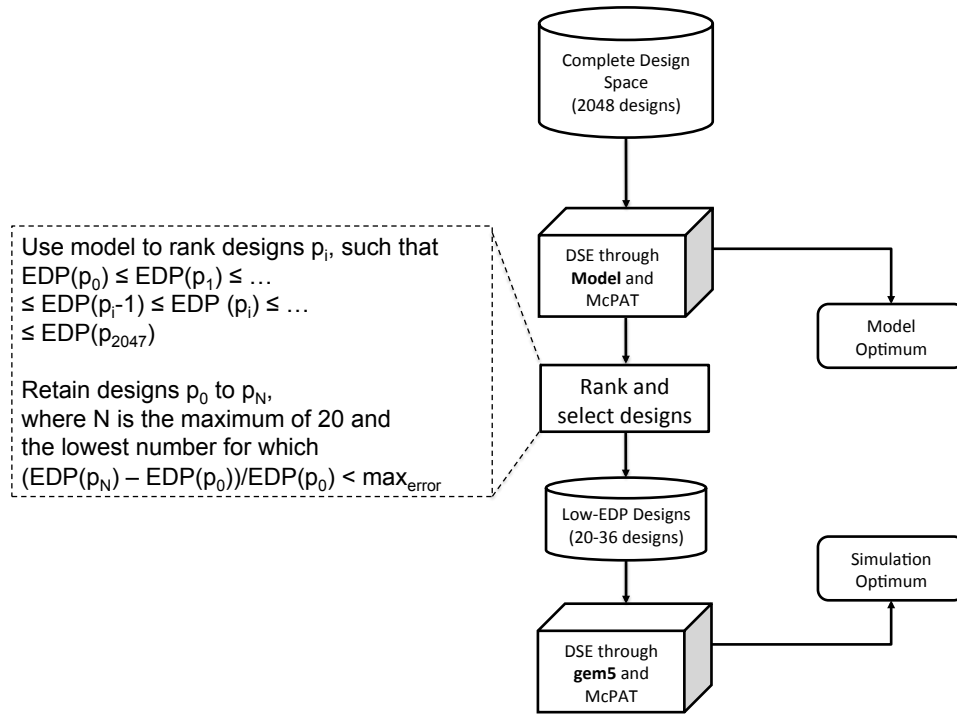 Complete Design
Space
(2048 designs)
Use model to rank designs pi, such that
EDP(p0) ≤ EDP(p1) ≤ …
≤ EDP(pi-1) ≤ EDP (pi) ≤ …
≤ EDP(p2047)
Retain designs p0 to pN,
where N is the maximum of 20 and
the lowest number for which
(EDP(pN) – EDP(p0))/EDP(p0) < maxerror
DSE through
Model and
McPAT
Model
Optimum
Rank and
select designs
Low-EDP Designs
(20-36 designs)
Simulation
Optimum
DSE through
gem5 and
McPAT